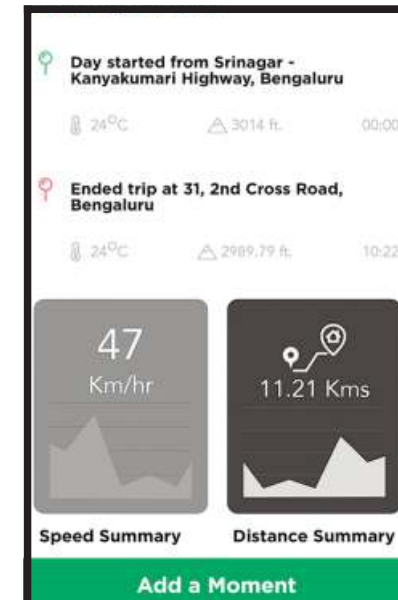 Day started from Srinagar -
Kanyakumari Highway, Bengaluru
24°C 3014 ft. 00:00
Ended trip at 31, 2nd Cross Road,
Bengaluru
24°C 2989.79 ft. 10:22
47
Km/hr
11.21 Kms
Speed Summary Distance Summary
Add a Moment